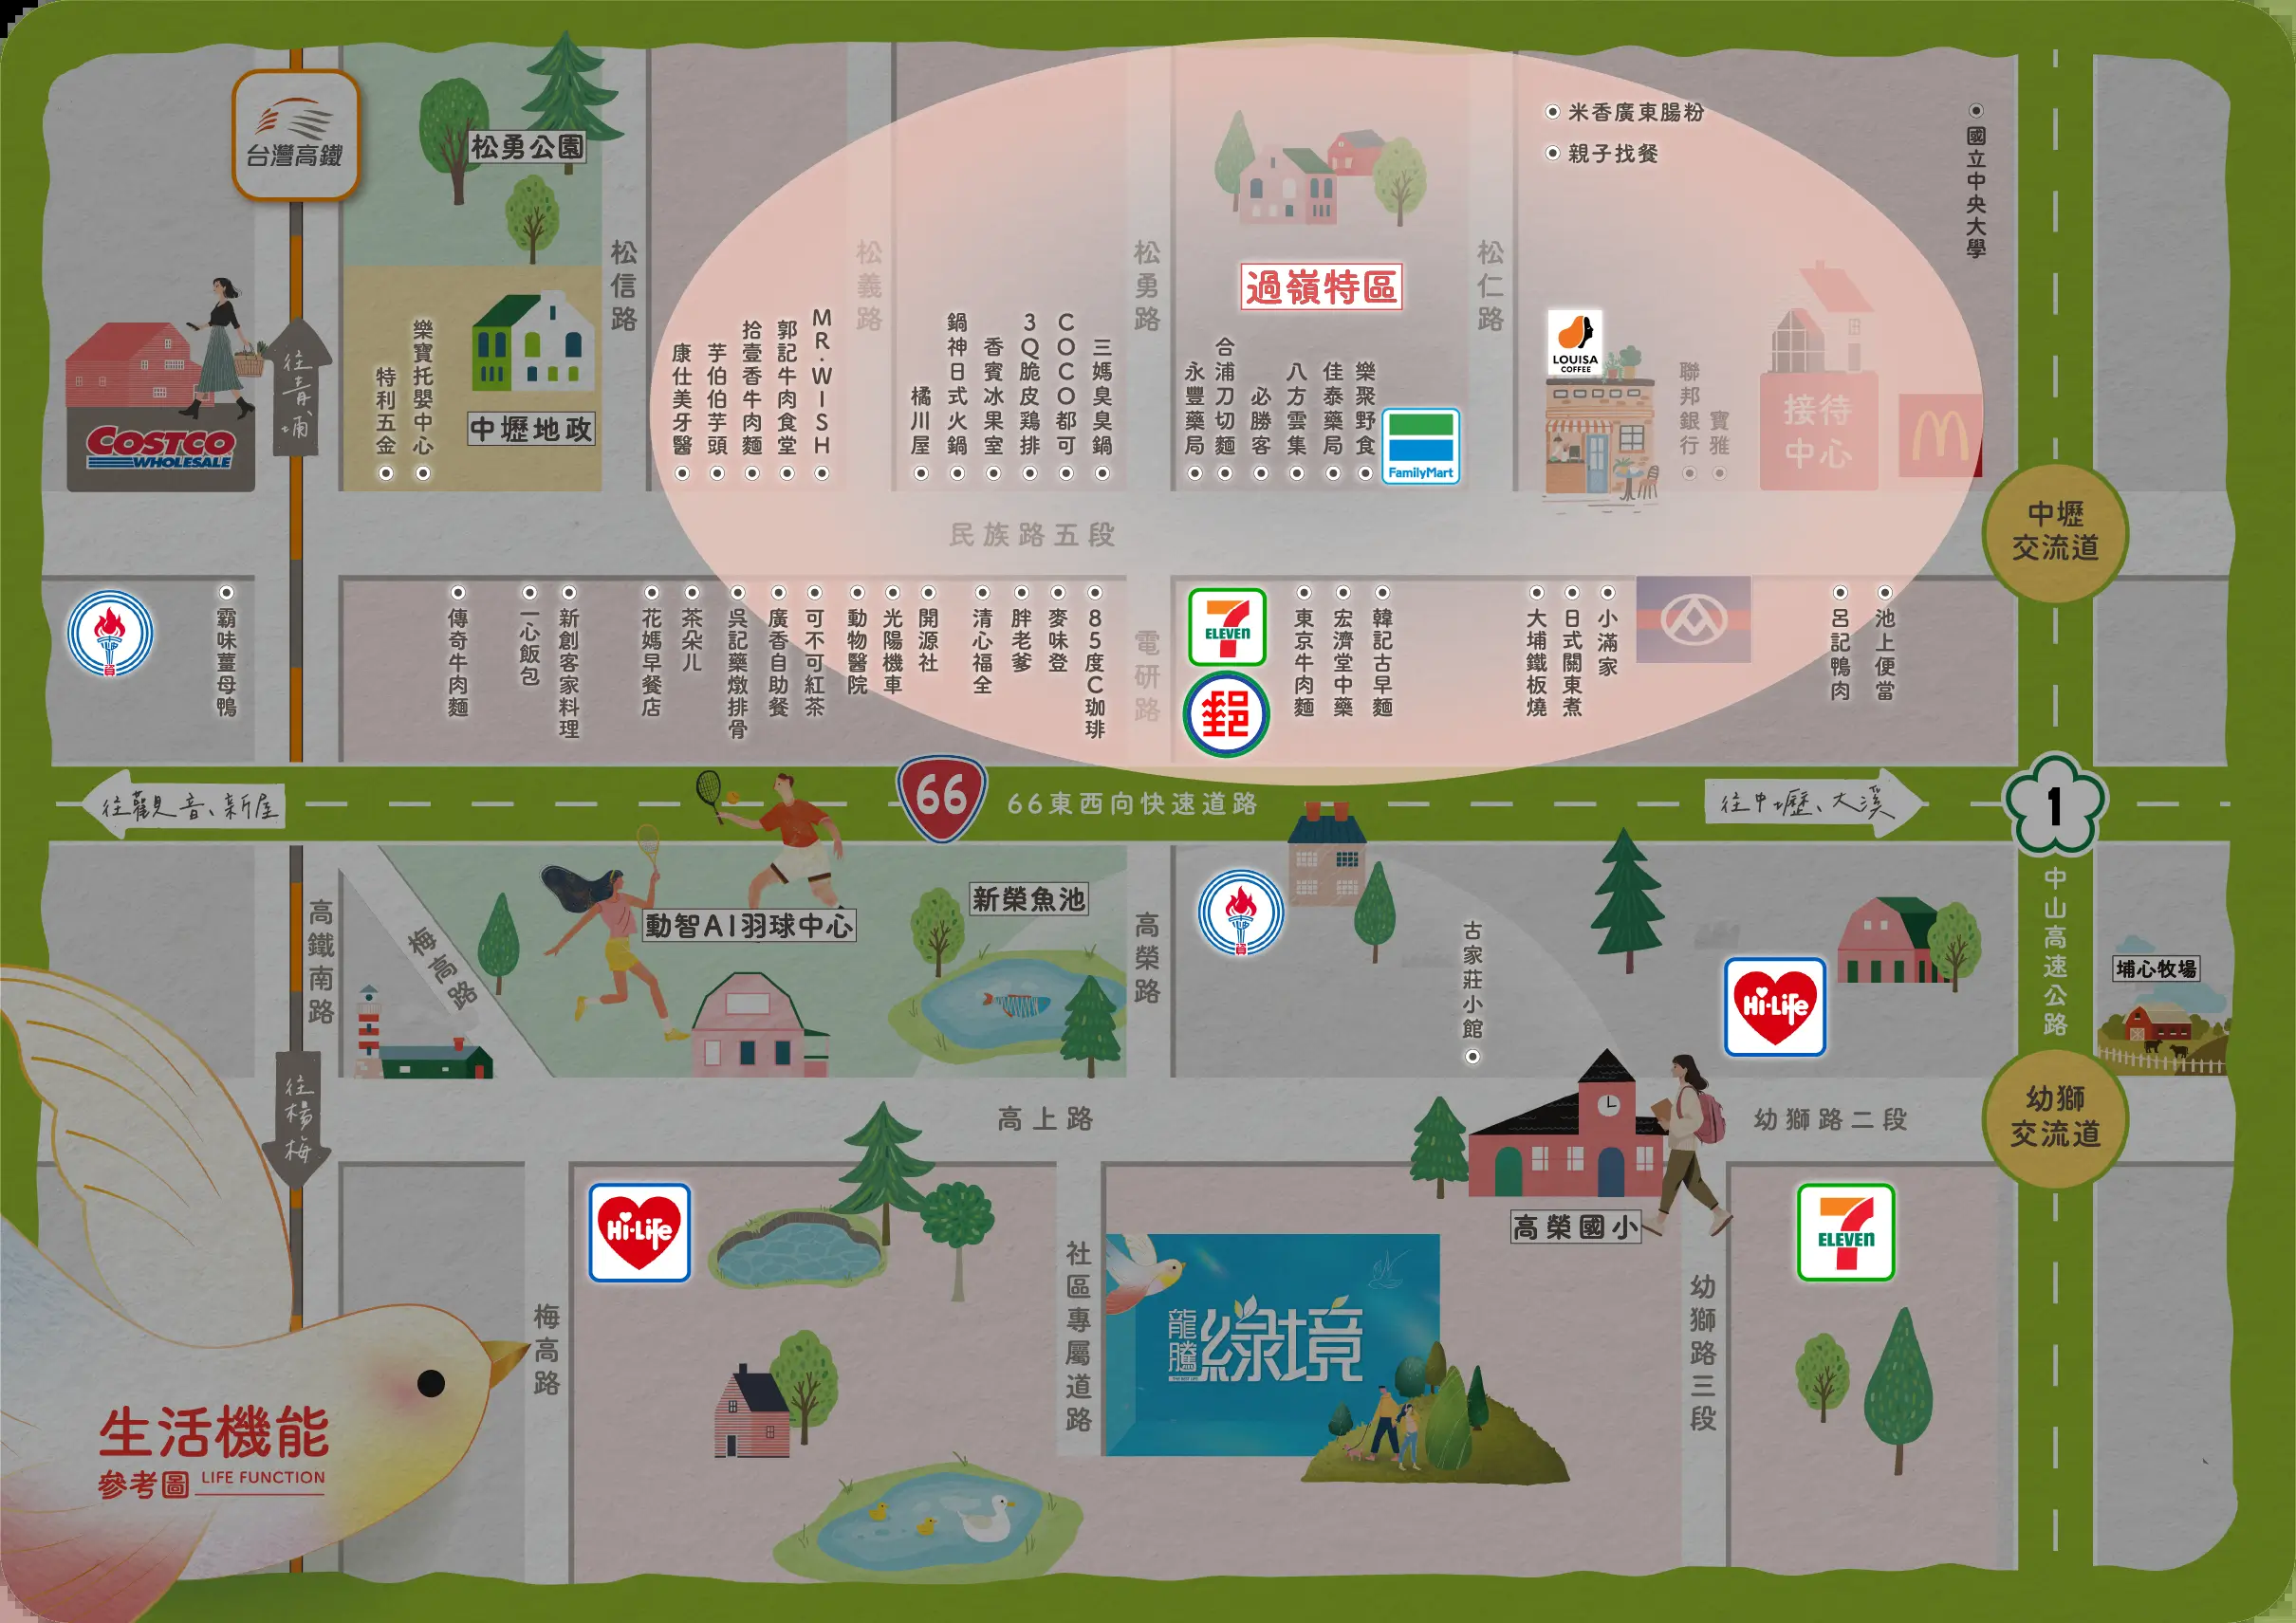 台灣高鐵
松勇公園
米香廣東腸粉
親子找餐
國立中央大學
松信路
松義路
松勇路
松仁路
過嶺特區
往青埔
COSTCO
WHOLESALE
特利五金
樂寶托嬰中心
中壢地政
康仕美牙醫
芋伯伯芋頭
拾壹香牛肉麵
郭記牛肉食堂
MR.WISH
橘川屋
鍋神日式火鍋
香賓冰果室
3Q脆皮鷄排
COCO都可
三媽臭臭鍋
永豐藥局
合浦刀切麵
必勝客
八方雲集
佳泰藥局
樂聚野食
FamilyMart
LOUISA
COFFEE
聯邦銀行
寶雅
接待
中心
中壢
交流道
民族路五段
霸味薑母鴨
傳奇牛肉麵
一心飯包
新創客家料理
花媽早餐店
茶朵儿
吳記藥燉排骨
廣香自助餐
可不可紅茶
動物醫院
光陽機車
開源社
清心福全
胖老爹
麥味登
85度C珈琲
電研路
7
ELEVEN
郵
東京牛肉麵
宏濟堂中藥
韓記古早麵
大埔鐵板燒
日式關東煮
小滿家
呂記鴨肉
池上便當
往觀音、新屋
66
66東西向快速道路
往中壢、大溪
1
高鐵南路
梅高路
動智AI羽球中心
新榮魚池
高榮路
古家莊小館
Hi-Life
中山高速公路
埔心牧場
往楊梅
高上路
幼獅路二段
幼獅
交流道
Hi-Life
高榮國小
7
ELEVEN
梅高路
社區專屬道路
龍騰
綠境
幼獅路三段
生活機能
參考圖 LIFE FUNCTION